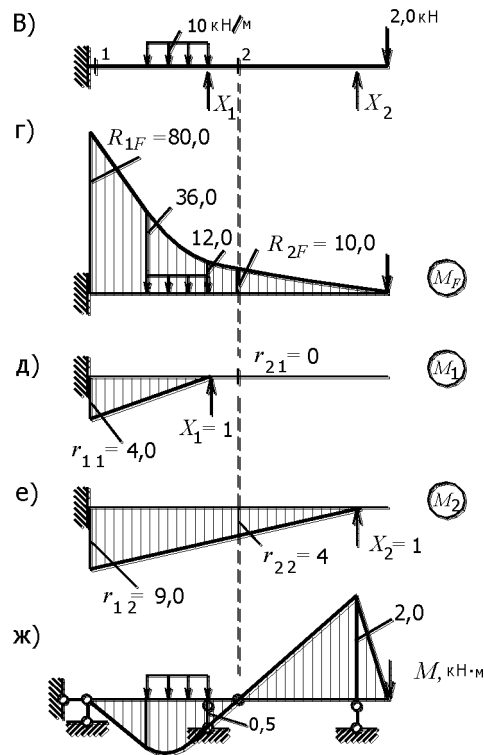 в)
10 кН/м
2,0 кН
1
2
X₁
X₂
г)
R₁F = 80,0
36,0
12,0
R₂F = 10,0
M_F
д)
r₂₁ = 0
M₁
r₁₁ = 4,0
X₁ = 1
е)
M₂
r₁₂ = 9,0
r₂₂ = 4
X₂ = 1
ж)
2,0
M, кН·м
0,5